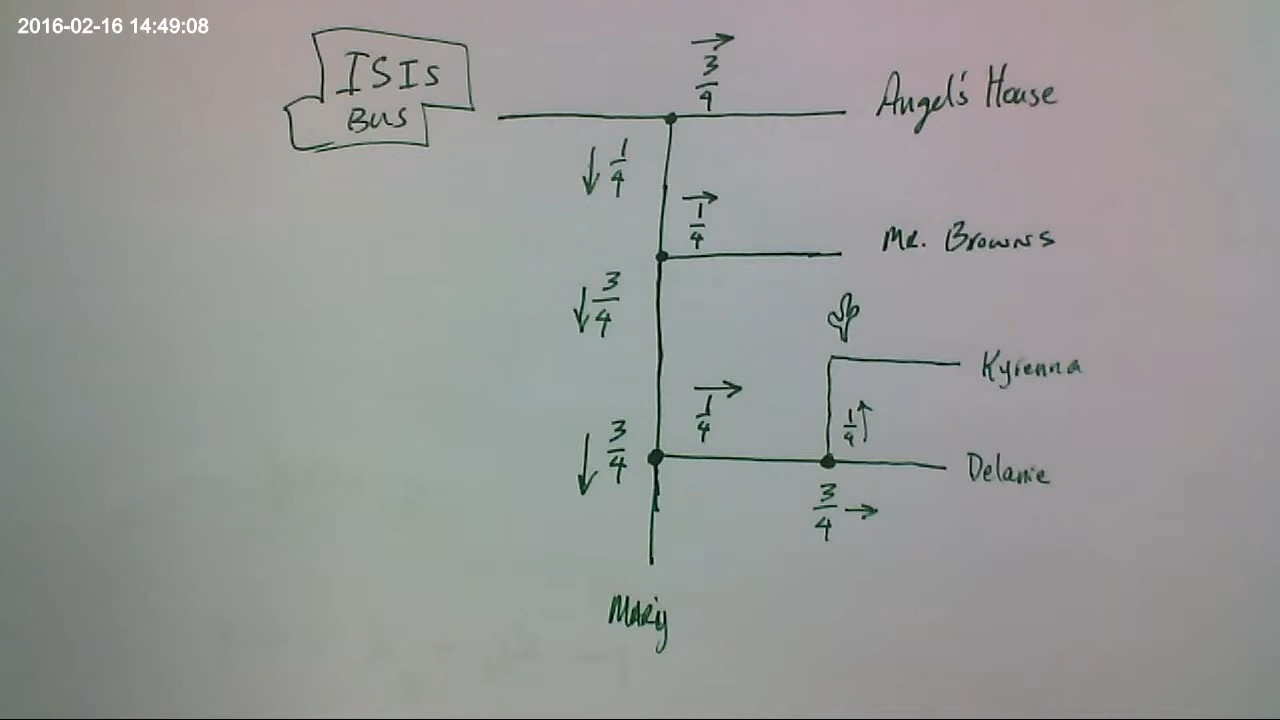 2016-02-16 14:49:08
ISIs
BUS
3/4
Angel's House
1/4
1/4
Mr. Browns
3/4
Kyrenna
1/4
1/4
3/4
Delanie
3/4